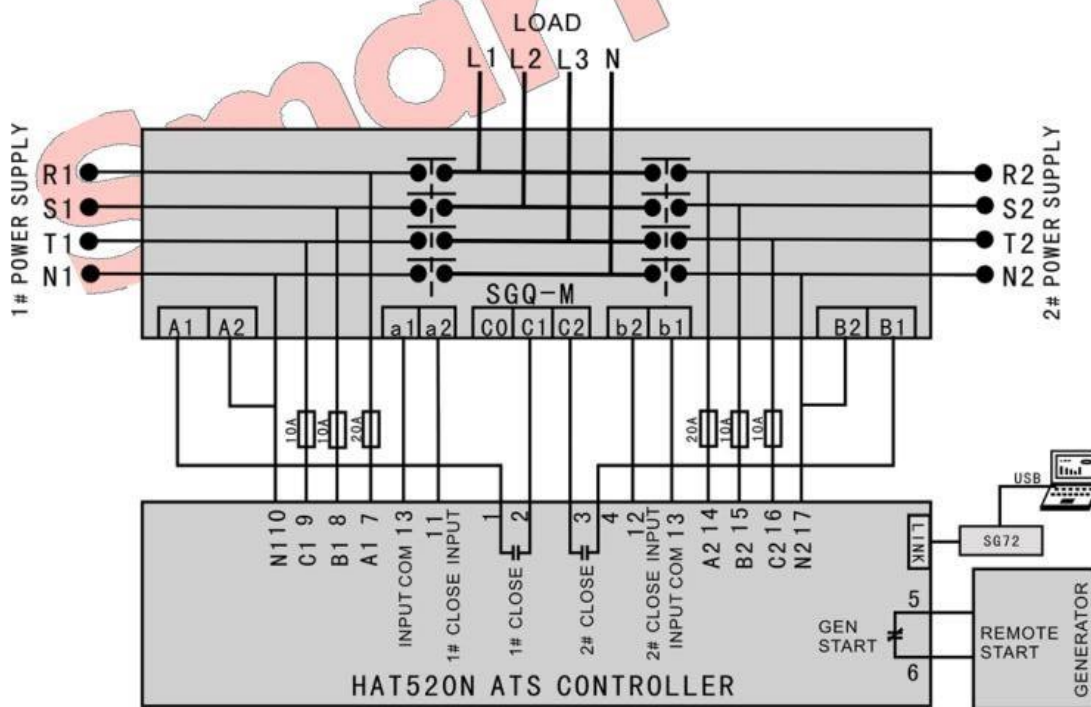 smar
LOAD
L1 L2 L3 N
1# POWER SUPPLY
R1
S1
T1
N1
R2
S2
T2
N2
2# POWER SUPPLY
SGQ-M
A1 A2 a1 a2 C0 C1 C2 b2 b1 B2 B1
10A 10A 20A 20A 10A 10A
USB
SG72
LINK
N1 10
C1 9
B1 8
A1 7
INPUT COM 13
11
1# CLOSE INPUT
1 2
1# CLOSE
3 4
2# CLOSE
12
2# CLOSE INPUT
INPUT COM 13
A2 14
B2 15
C2 16
N2 17
5
GEN
START
6
REMOTE
START
GENERATOR
HAT520N ATS CONTROLLER